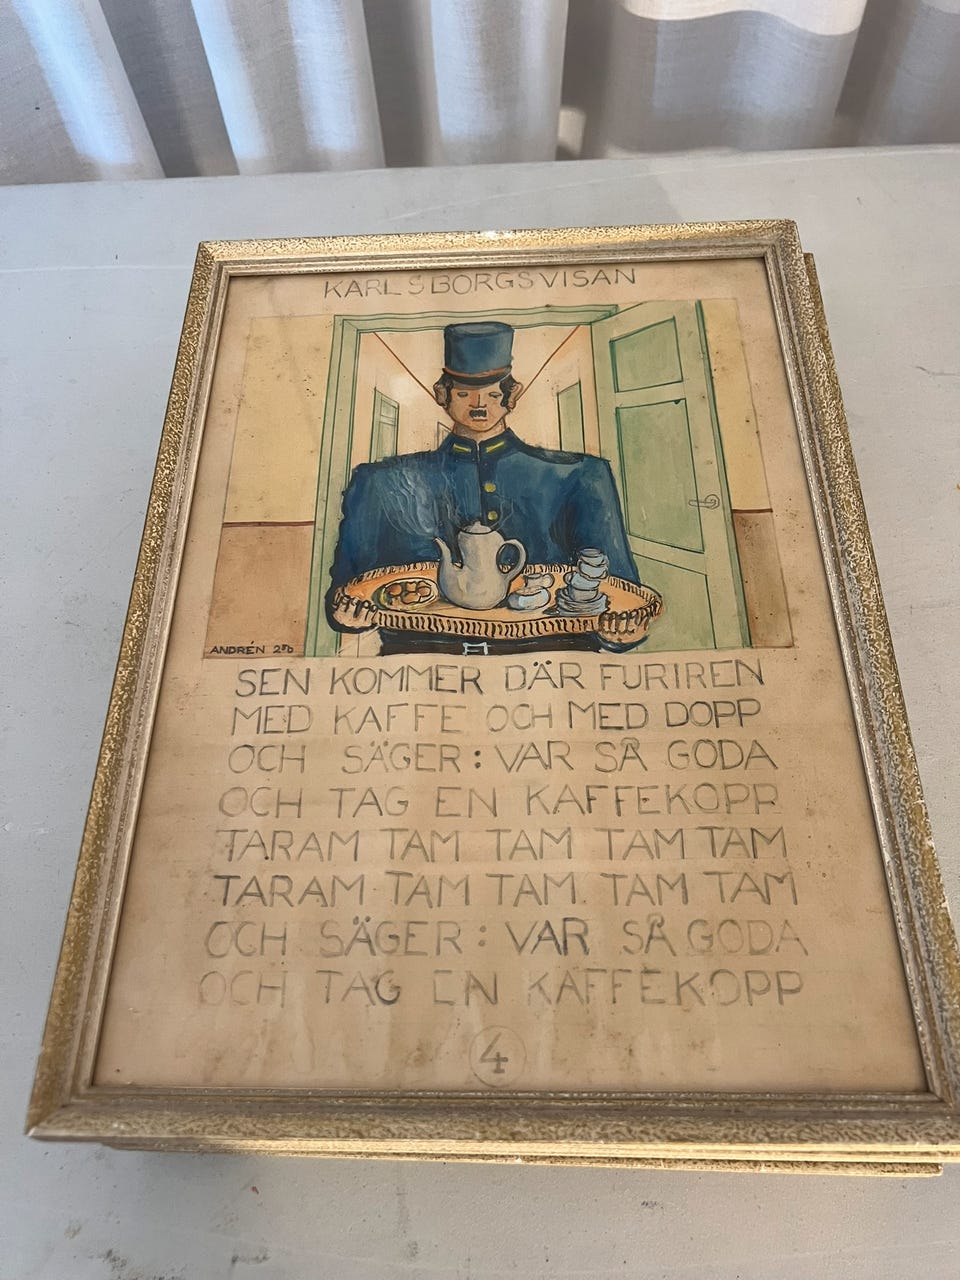 KARLSBORGSVISAN
ANDRÉN
SEN KOMMER DÄR FURIREN
MED KAFFE OCH MED DOPP
OCH SÄGER: VAR SÅ GODA
OCH TAG EN KAFFEKOPP
TARAM TAM TAM TAM TAM
TARAM TAM TAM TAM TAM
OCH SÄGER: VAR SÅ GODA
OCH TAG EN KAFFEKOPP
4